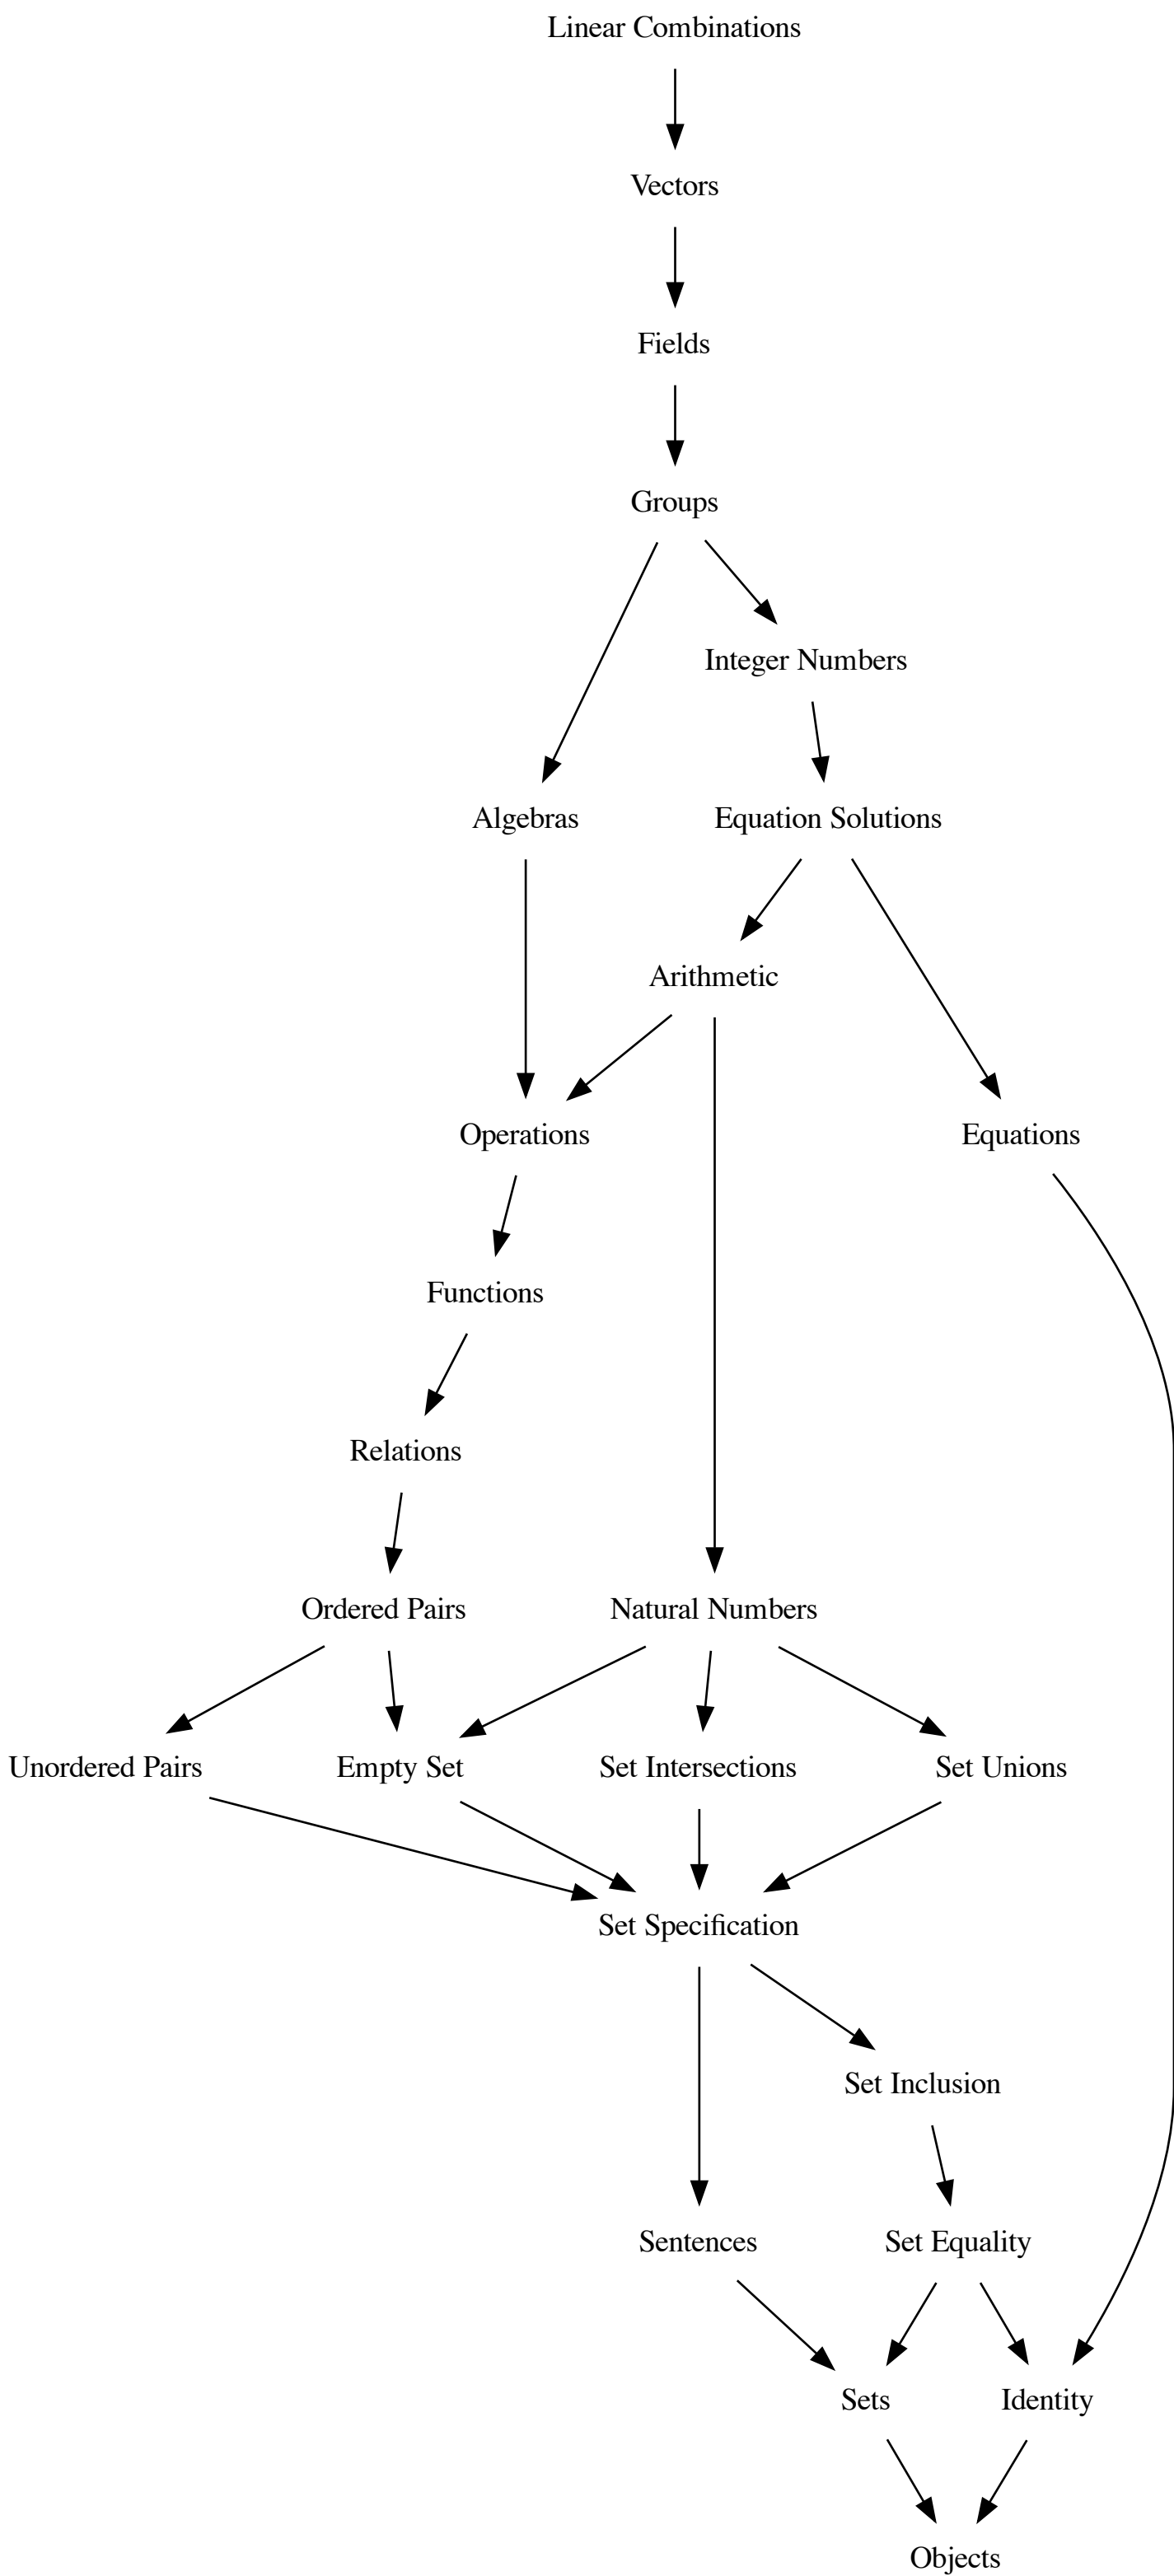 Linear Combinations
Vectors
Fields
Groups
Integer Numbers
Algebras
Equation Solutions
Arithmetic
Operations
Equations
Functions
Relations
Ordered Pairs
Natural Numbers
Unordered Pairs
Empty Set
Set Intersections
Set Unions
Set Specification
Set Inclusion
Sentences
Set Equality
Sets
Identity
Objects